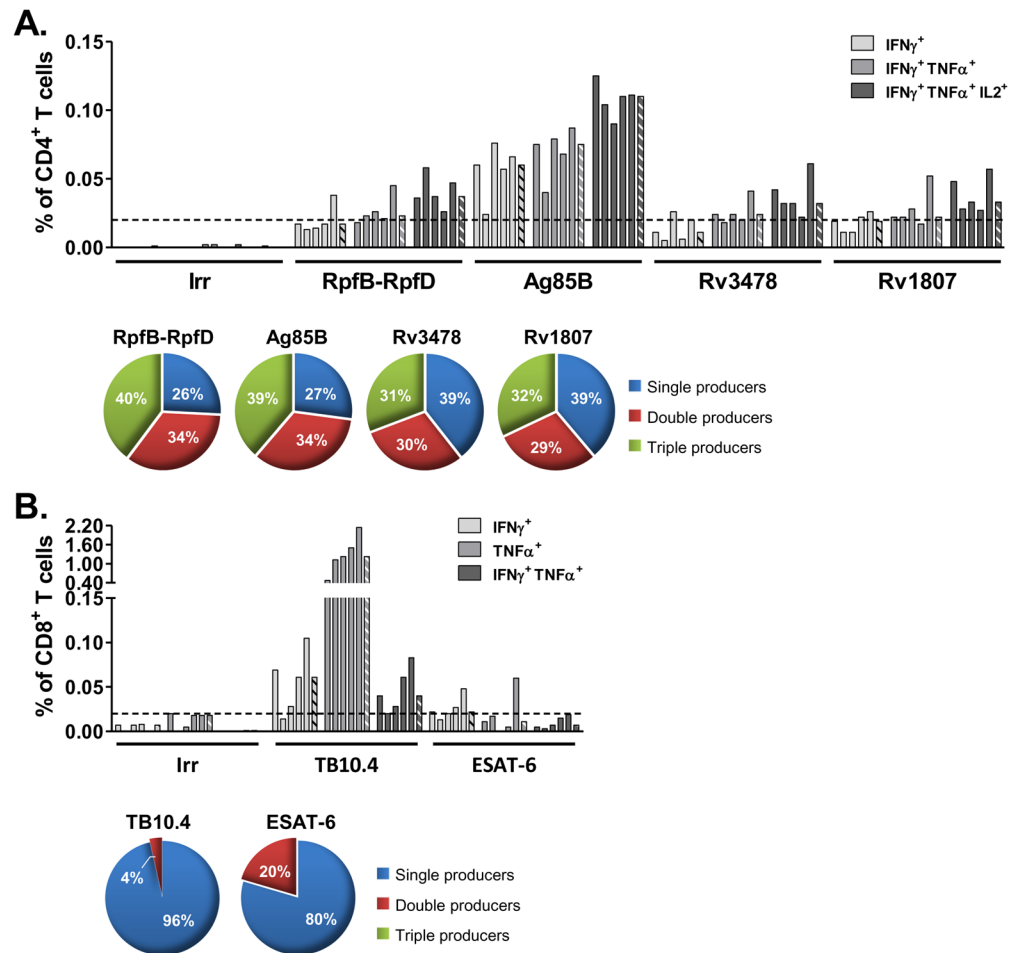 A.
% of CD4+ T cells
0.15
0.10
0.05
0.00
IFNγ+
IFNγ+ TNFα+
IFNγ+ TNFα+ IL2+
Irr
RpfB-RpfD
Ag85B
Rv3478
Rv1807
RpfB-RpfD
Ag85B
Rv3478
Rv1807
40%
26%
34%
39%
27%
34%
31%
39%
30%
32%
39%
29%
Single producers
Double producers
Triple producers
B.
% of CD8+ T cells
2.20
1.60
1.00
0.40
0.15
0.10
0.05
0.00
IFNγ+
TNFα+
IFNγ+ TNFα+
Irr
TB10.4
ESAT-6
TB10.4
ESAT-6
4%
96%
20%
80%
Single producers
Double producers
Triple producers